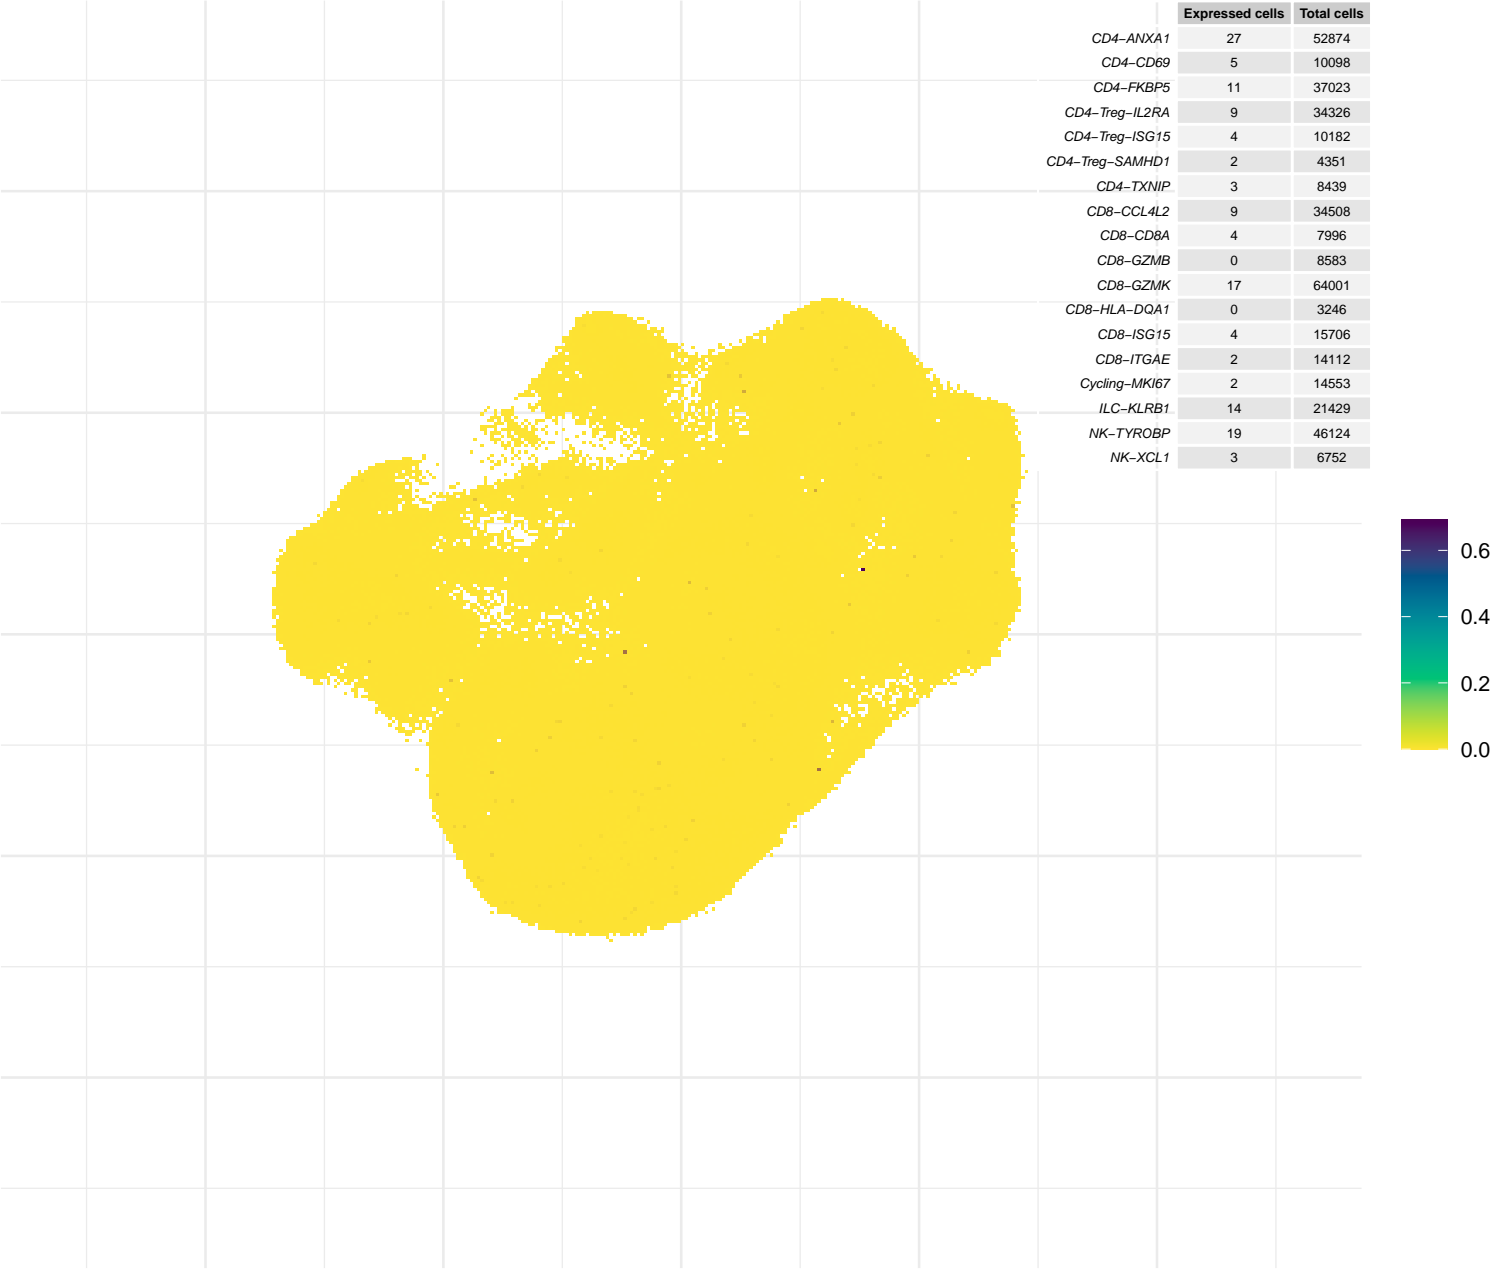 Expressed cells Total cells
CD4−ANXA1 27 52874
CD4−CD69 5 10098
CD4−FKBP5 11 37023
CD4−Treg−IL2RA 9 34326
CD4−Treg−ISG15 4 10182
CD4−Treg−SAMHD1 2 4351
CD4−TXNIP 3 8439
CD8−CCL4L2 9 34508
CD8−CD8A 4 7996
CD8−GZMB 0 8583
CD8−GZMK 17 64001
CD8−HLA−DQA1 0 3246
CD8−ISG15 4 15706
CD8−ITGAE 2 14112
Cycling−MKI67 2 14553
ILC−KLRB1 14 21429
NK−TYROBP 19 46124
NK−XCL1 3 6752
0.6
0.4
0.2
0.0